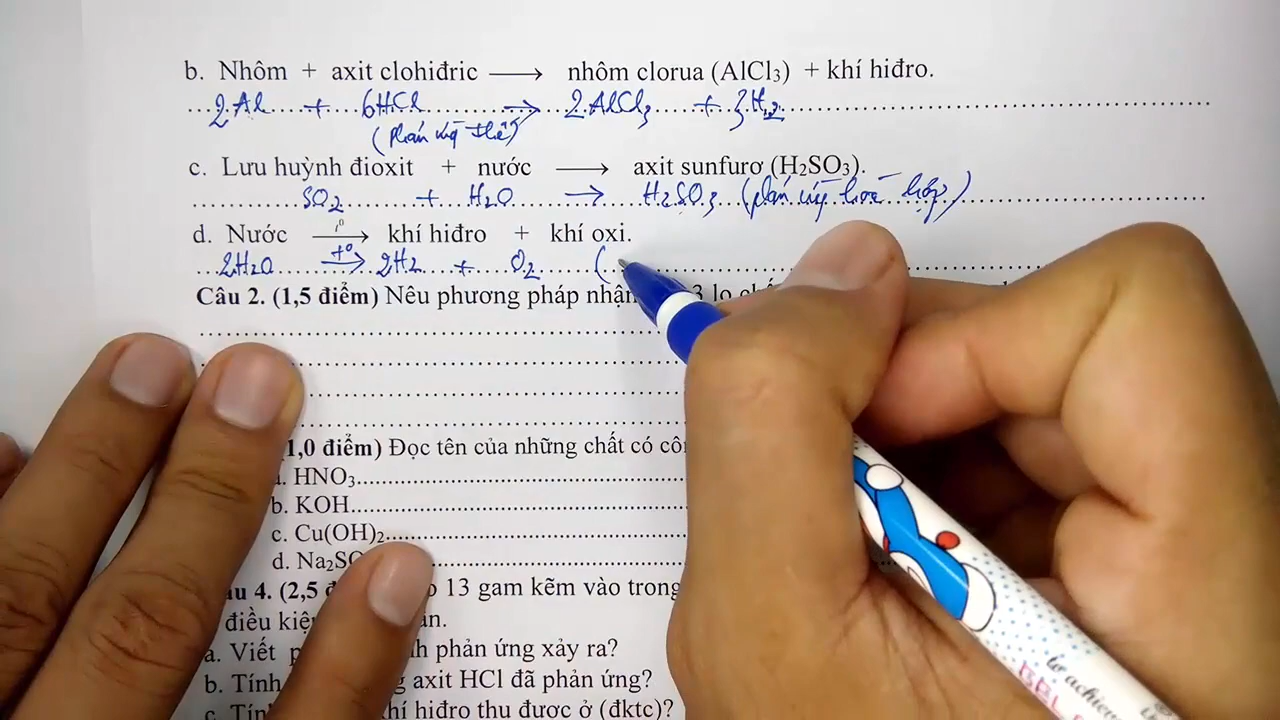 b. Nhôm + axit clohiđric → nhôm clorua (AlCl₃) + khí hiđro.
2Al + 6HCl → 2AlCl₃ + 3H₂
(phản ứng thế)
c. Lưu huỳnh đioxit + nước → axit sunfurơ (H₂SO₃).
SO₂ + H₂O → H₂SO₃ (phản ứng hoá hợp)
d. Nước t⁰→ khí hiđro + khí oxi.
2H₂O t⁰→ 2H₂ + O₂ (
Câu 2. (1,5 điểm) Nêu phương pháp nhận 3 lọ
1,0 điểm) Đọc tên của những chất có
a. HNO₃
b. KOH
c. Cu(OH)₂
d.
4. (2,5 13 gam kẽm vào trong
điều
a. Viết phản ứng xảy ra?
b. Tính axit HCl đã phản ứng?
c. khí hiđro thu được ở (đktc)?